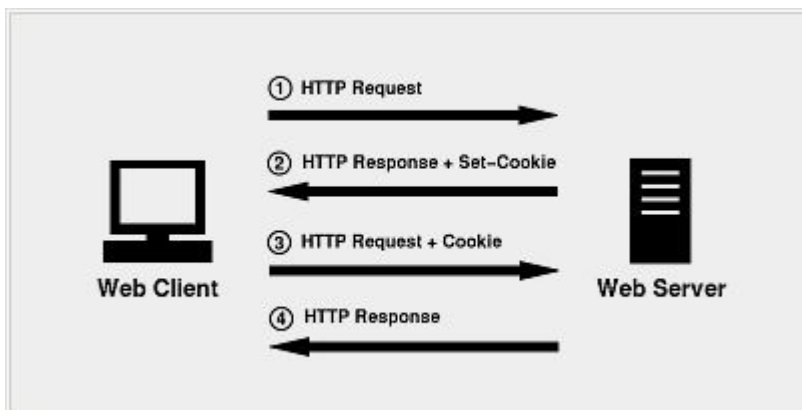 ① HTTP Request
② HTTP Response + Set-Cookie
③ HTTP Request + Cookie
Web Client
Web Server
④ HTTP Response